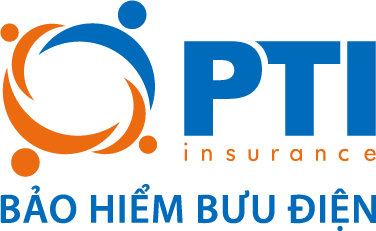 PTI
insurance
BẢO HIỂM BƯU ĐIỆN